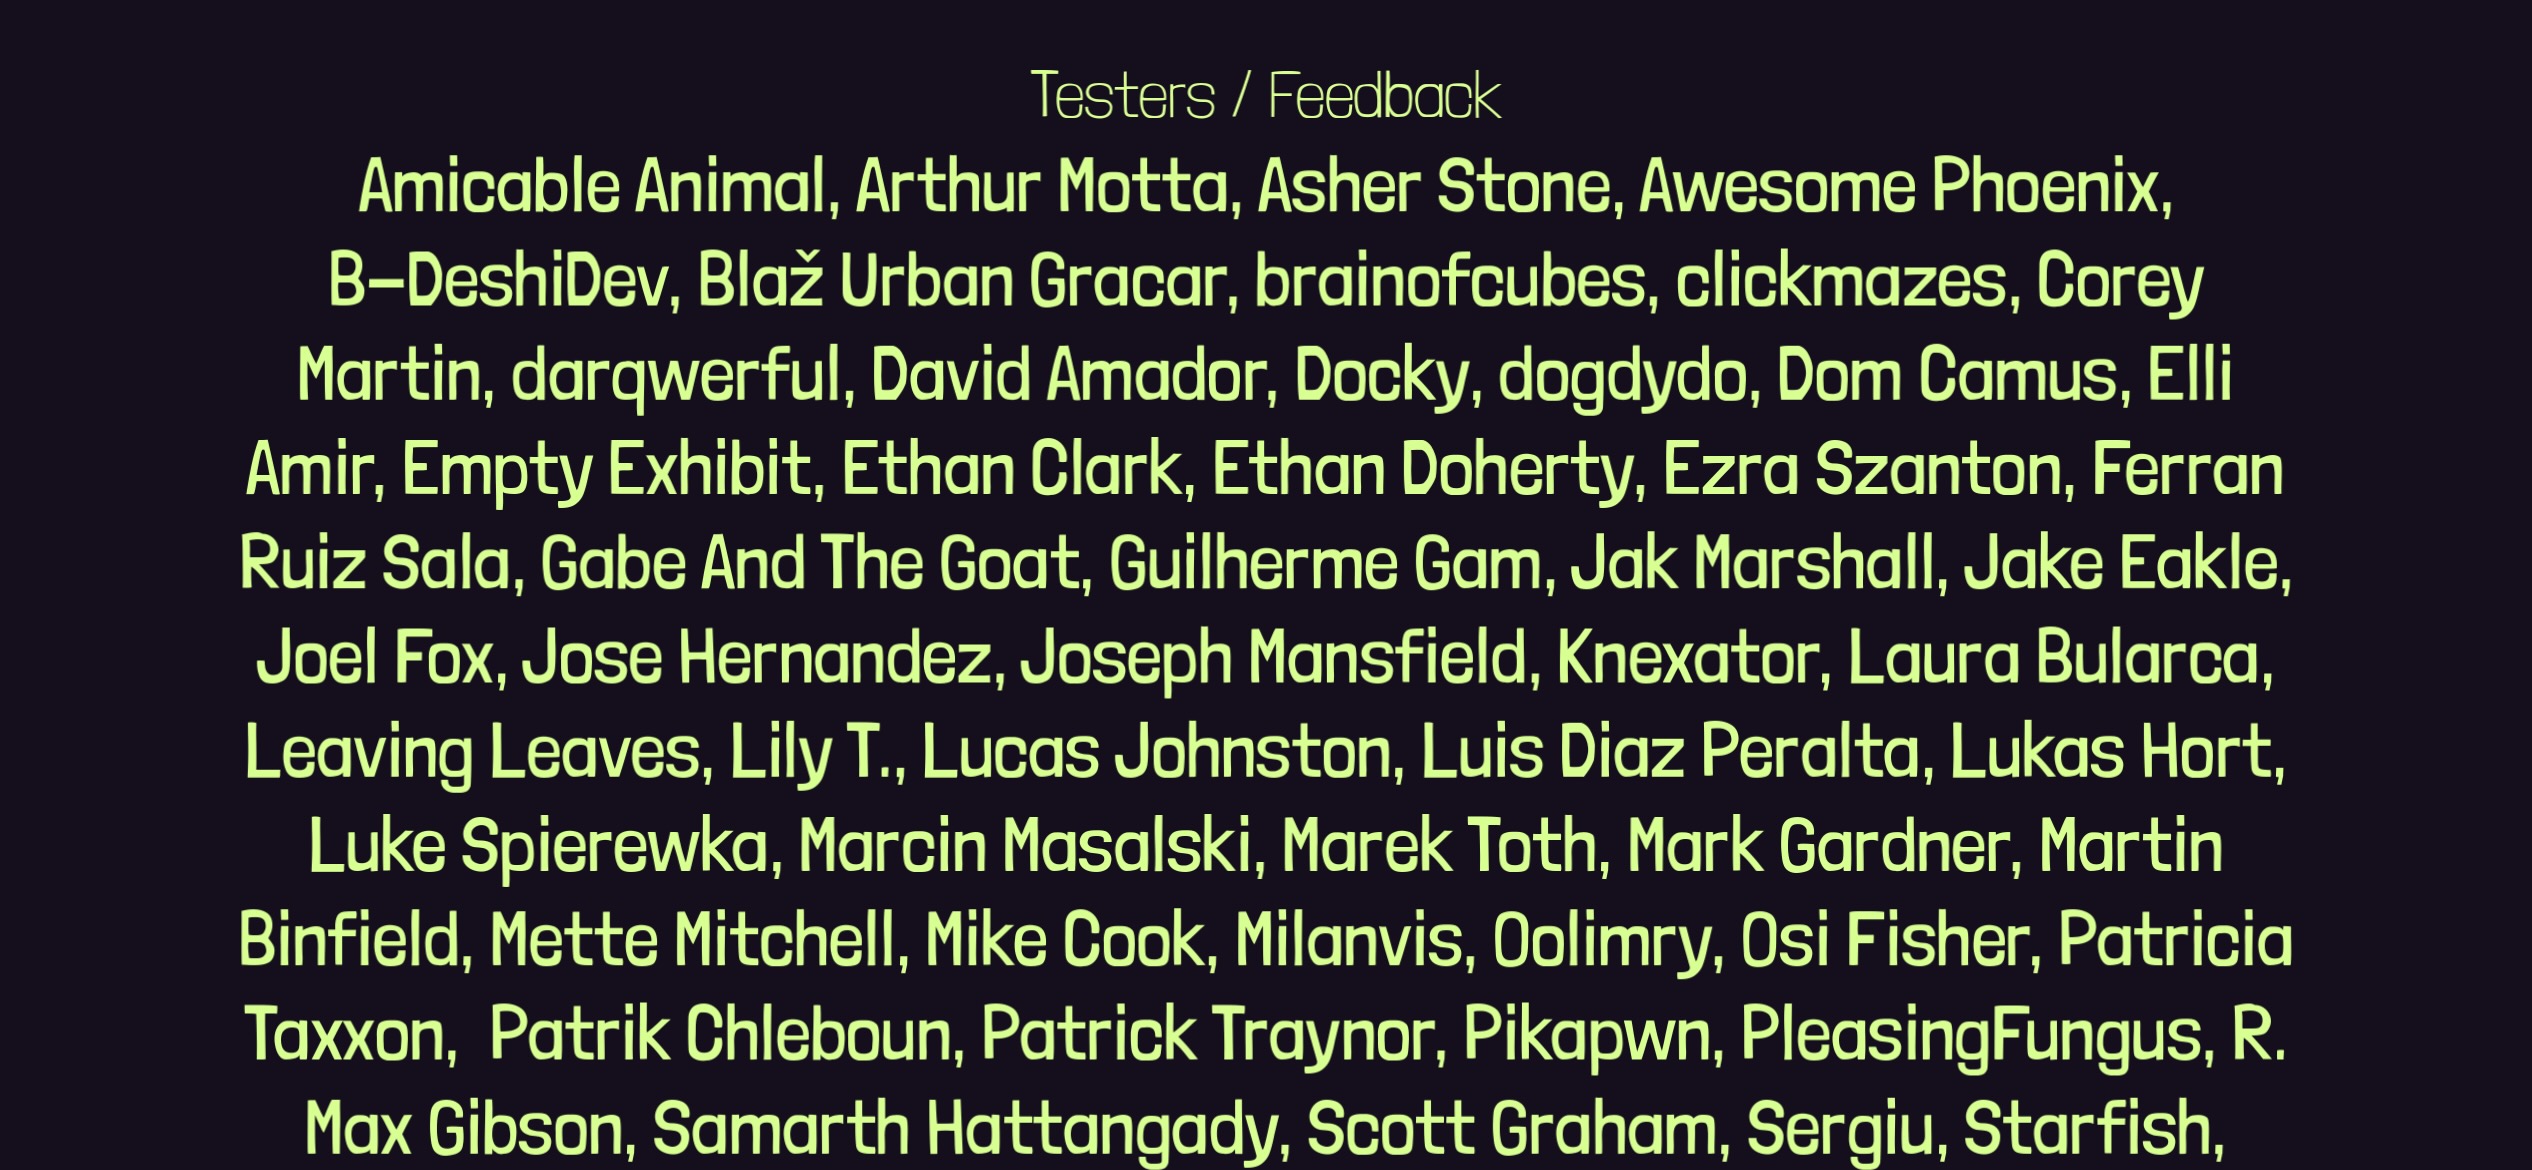 Testers / Feedback
Amicable Animal, Arthur Motta, Asher Stone, Awesome Phoenix,
B-DeshiDev, Blaž Urban Gracar, brainofcubes, clickmazes, Corey
Martin, darqwerful, David Amador, Docky, dogdydo, Dom Camus, Elli
Amir, Empty Exhibit, Ethan Clark, Ethan Doherty, Ezra Szanton, Ferran
Ruiz Sala, Gabe And The Goat, Guilherme Gam, Jak Marshall, Jake Eakle,
Joel Fox, Jose Hernandez, Joseph Mansfield, Knexator, Laura Bularca,
Leaving Leaves, Lily T., Lucas Johnston, Luis Diaz Peralta, Lukas Hort,
Luke Spierewka, Marcin Masalski, Marek Toth, Mark Gardner, Martin
Binfield, Mette Mitchell, Mike Cook, Milanvis, Oolimry, Osi Fisher, Patricia
Taxxon,  Patrik Chleboun, Patrick Traynor, Pikapwn, PleasingFungus, R.
Max Gibson, Samarth Hattangady, Scott Graham, Sergiu, Starfish,